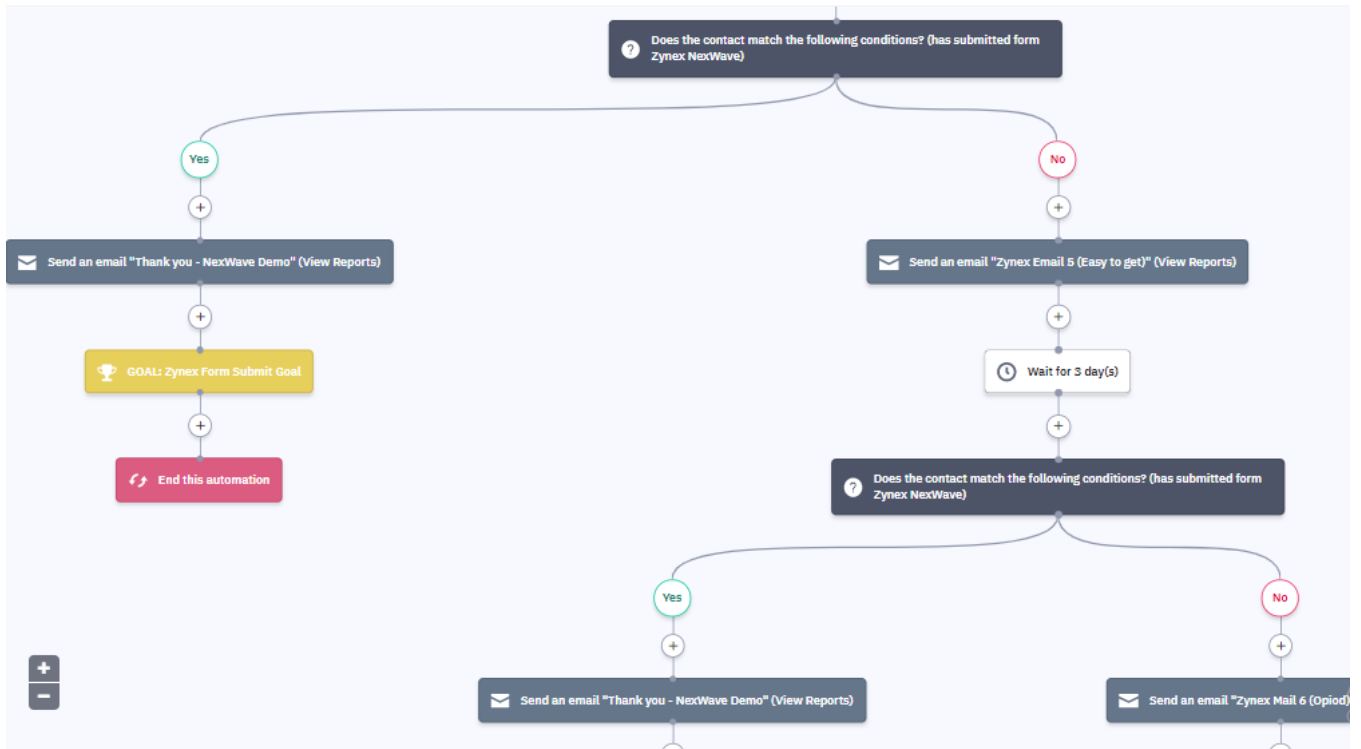 Does the contact match the following conditions? (has submitted form
Zynex NexWave)
Yes
No
Send an email "Thank you - NexWave Demo" (View Reports)
Send an email "Zynex Email 5 (Easy to get)" (View Reports)
GOAL: Zynex Form Submit Goal
Wait for 3 day(s)
End this automation
Does the contact match the following conditions? (has submitted form
Zynex NexWave)
Yes
No
Send an email "Thank you - NexWave Demo" (View Reports)
Send an email "Zynex Mail 6 (Opiod)